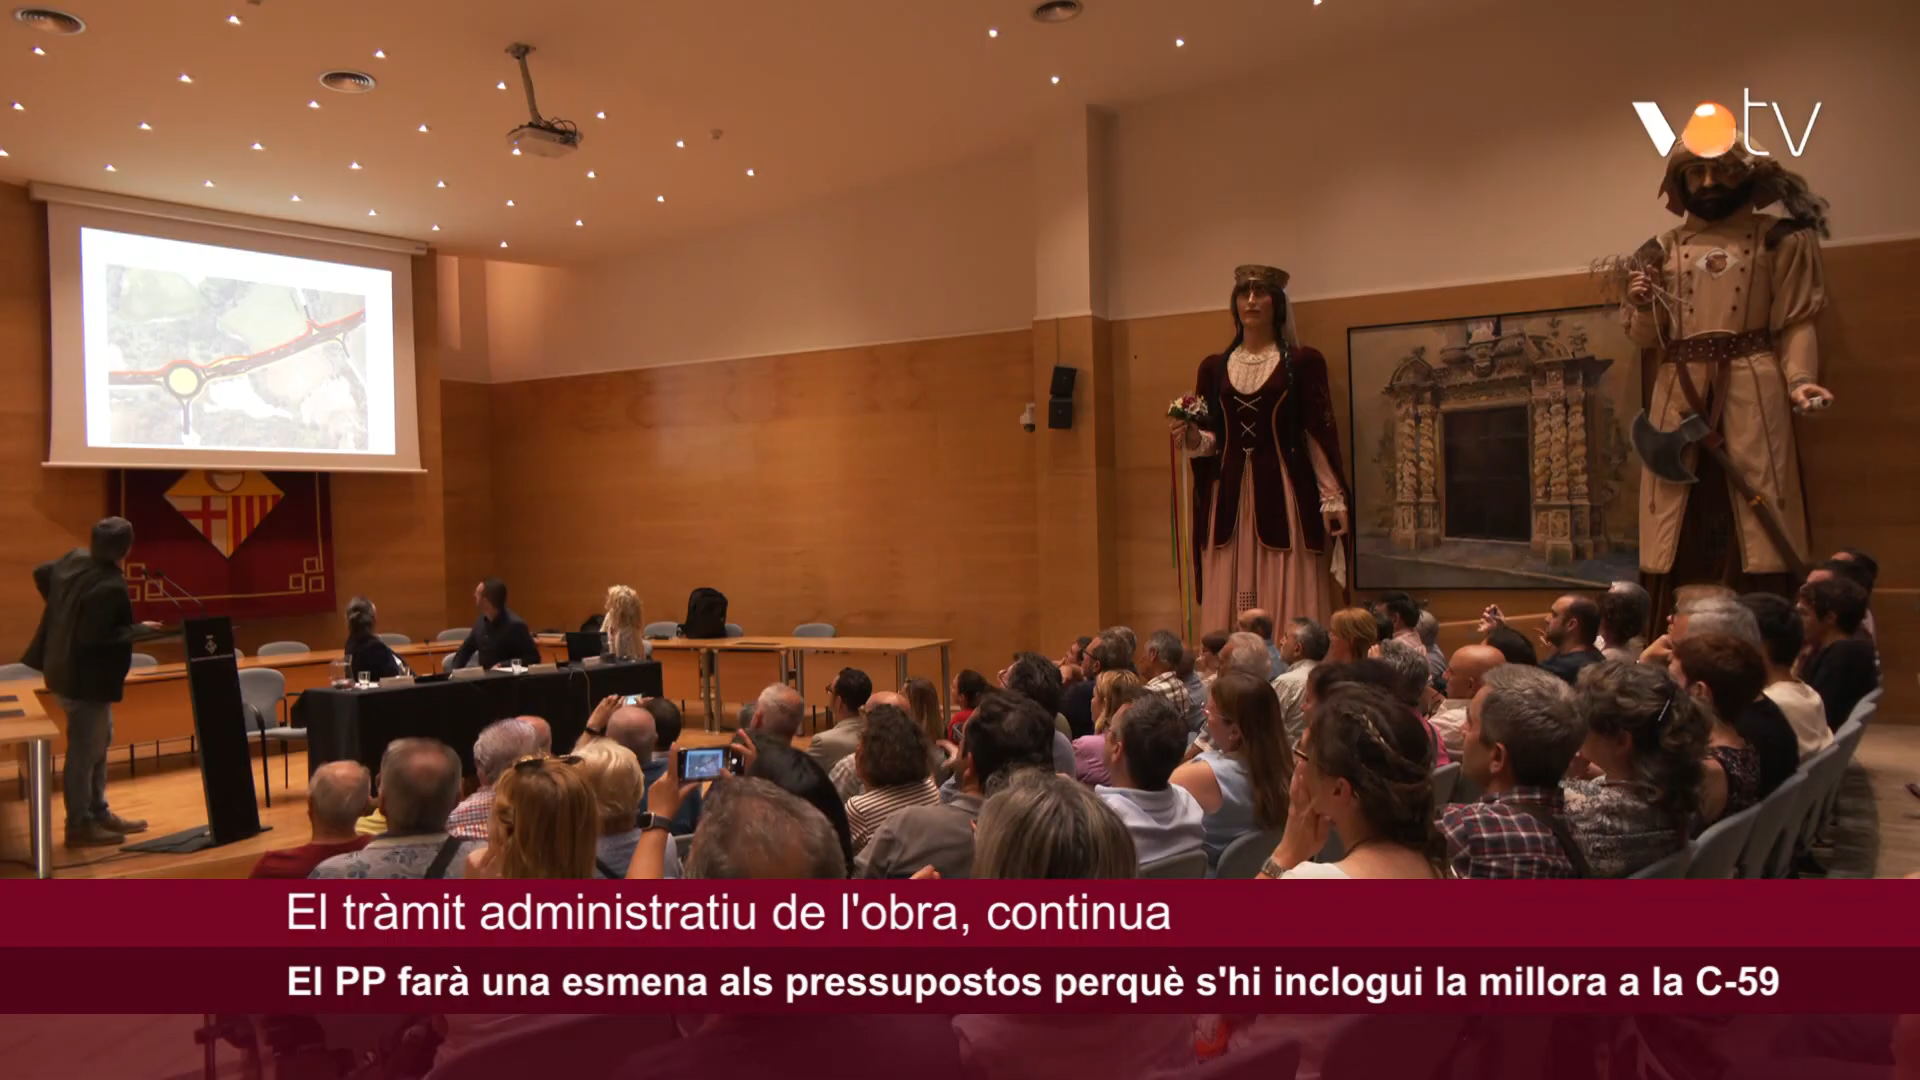 votv
El tràmit administratiu de l'obra, continua
El PP farà una esmena als pressupostos perquè s'hi inclogui la millora a la C-59